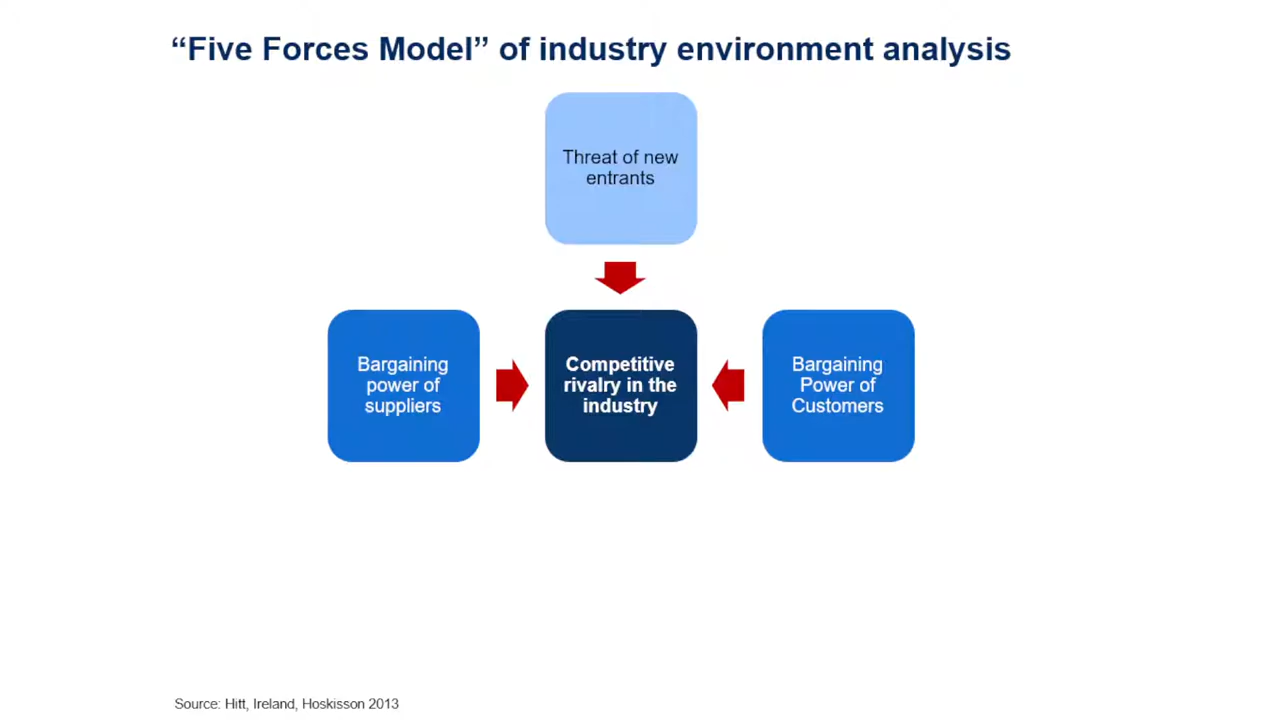 “Five Forces Model” of industry environment analysis
Threat of new
entrants
Bargaining
power of
suppliers
Competitive
rivalry in the
industry
Bargaining
Power of
Customers
Source: Hitt, Ireland, Hoskisson 2013